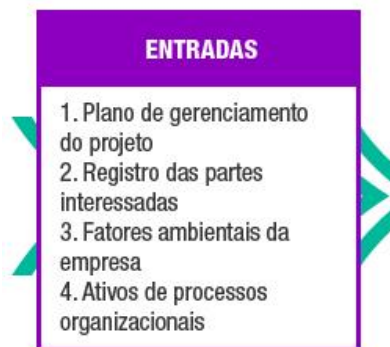 ENTRADAS
1. Plano de gerenciamento
do projeto
2. Registro das partes
interessadas
3. Fatores ambientais da
empresa
4. Ativos de processos
organizacionais